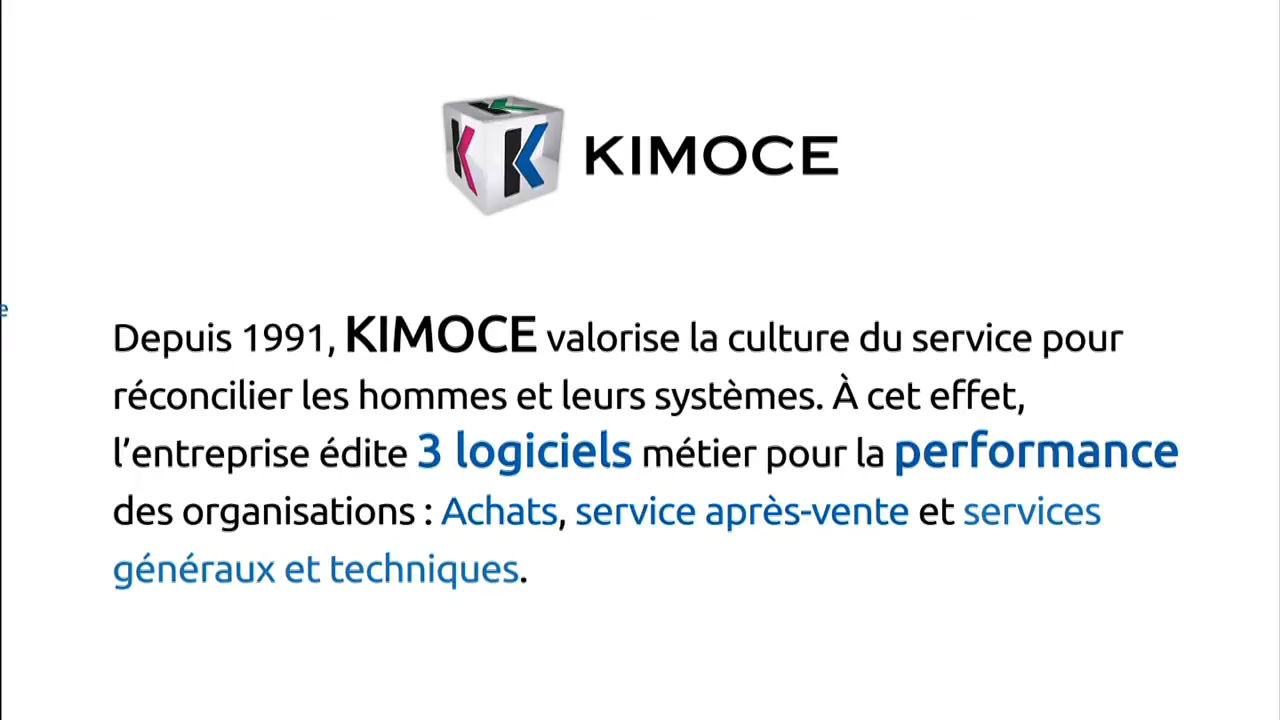 KIMOCE
Depuis 1991, KIMOCE valorise la culture du service pour
réconcilier les hommes et leurs systèmes. À cet effet,
l’entreprise édite 3 logiciels métier pour la performance
des organisations : Achats, service après-vente et services
généraux et techniques.